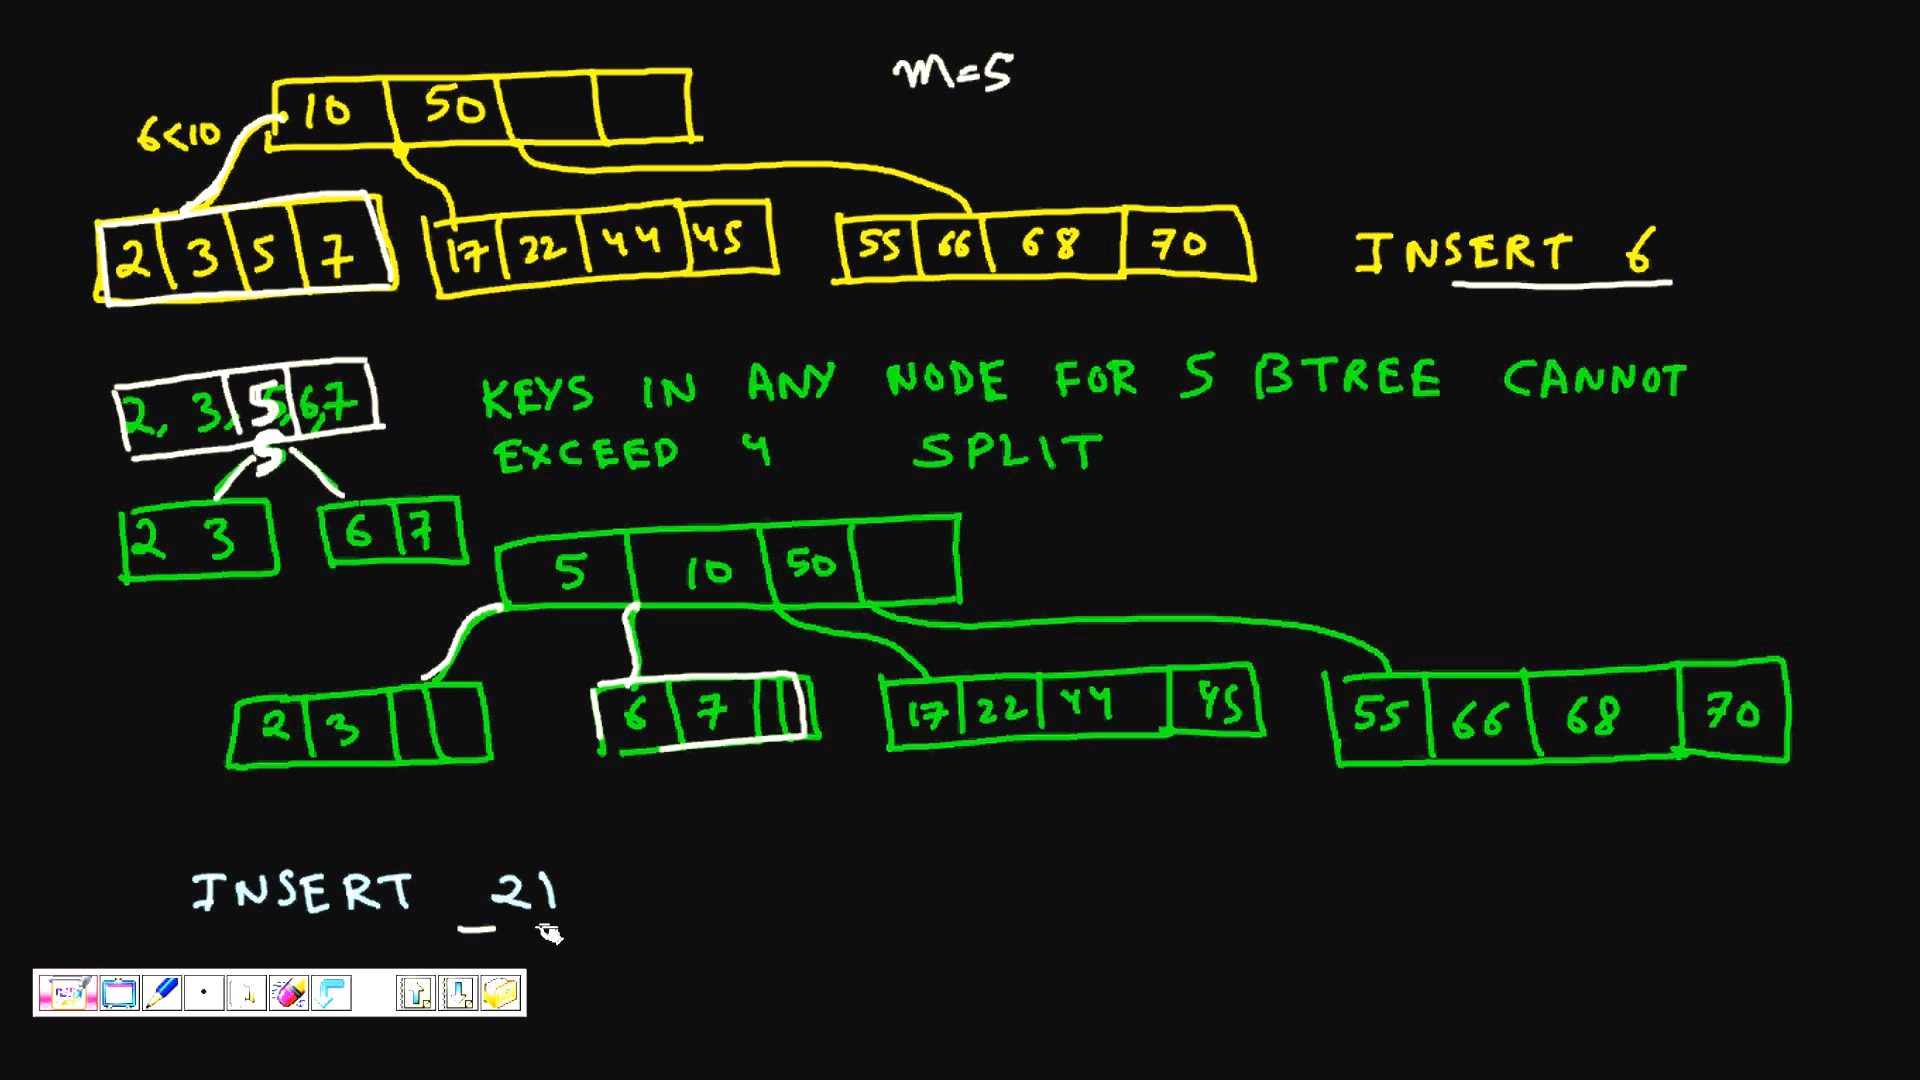 m=5
6<10
10 50
2 3 5 7
17 22 44 45
55 66 68 70
INSERT 6
2, 3, 5, 6, 7
KEYS IN ANY NODE FOR 5 BTREE CANNOT
EXCEED 4 SPLIT
5
2 3
6 7
5 10 50
2 3
6 7
17 22 44 45
55 66 68 70
INSERT 21